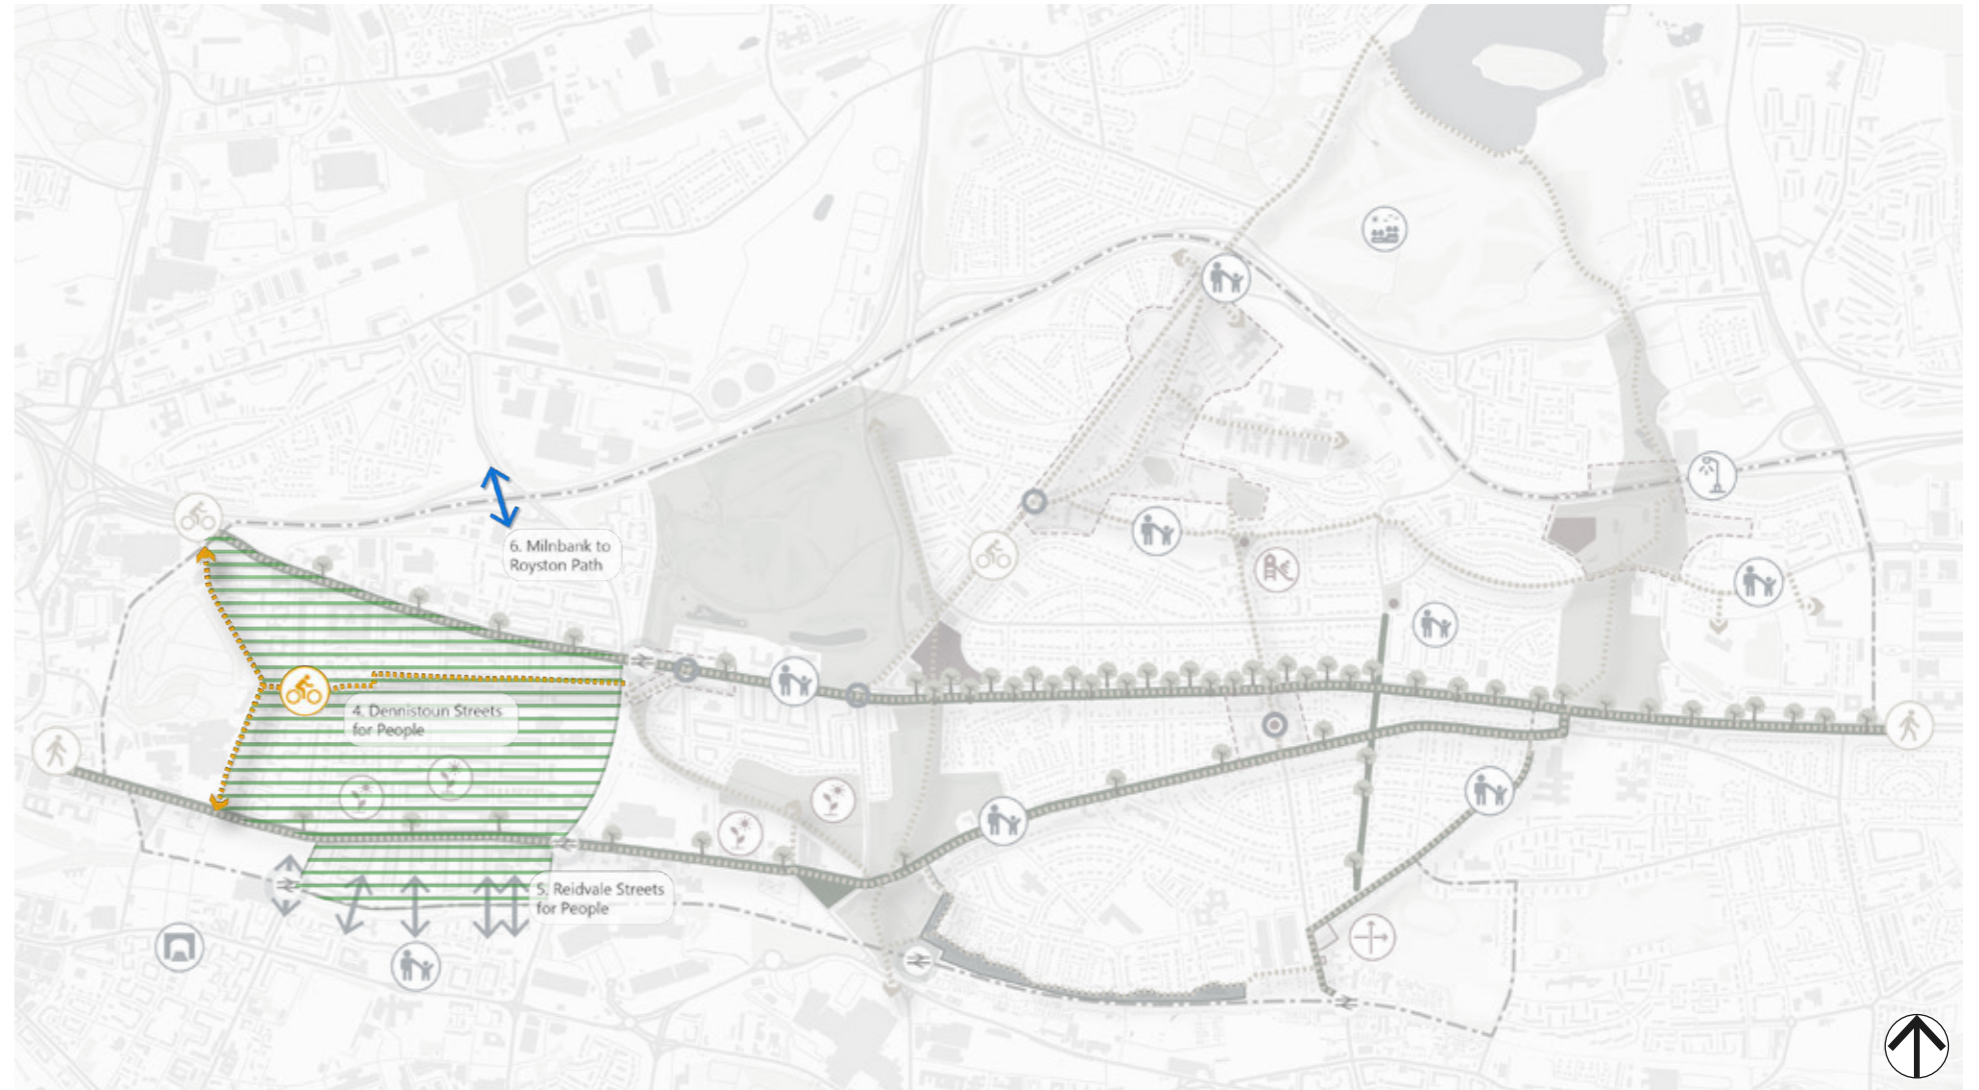 6. Milnbank to
Royston Path
4. Dennistoun Streets
for People
5. Reidvale Streets
for People